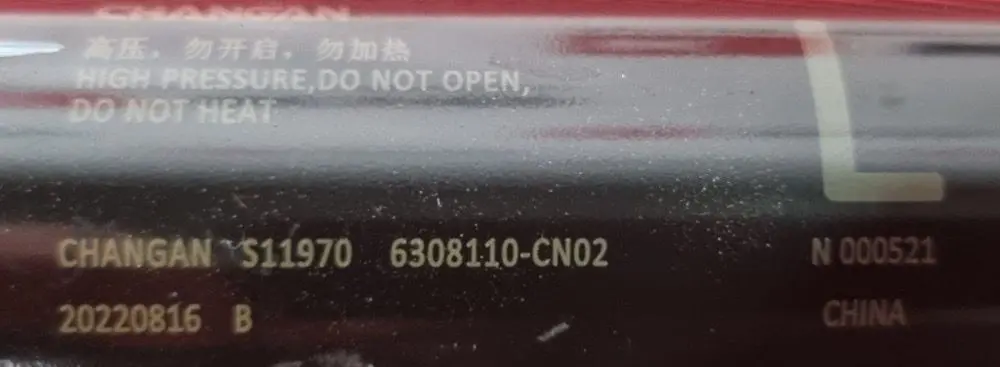 CHANGAN
高压，勿开启，勿加热
HIGH PRESSURE,DO NOT OPEN,
DO NOT HEAT
L
CHANGAN S11970 6308110-CN02 N 000521
20220816 B CHINA